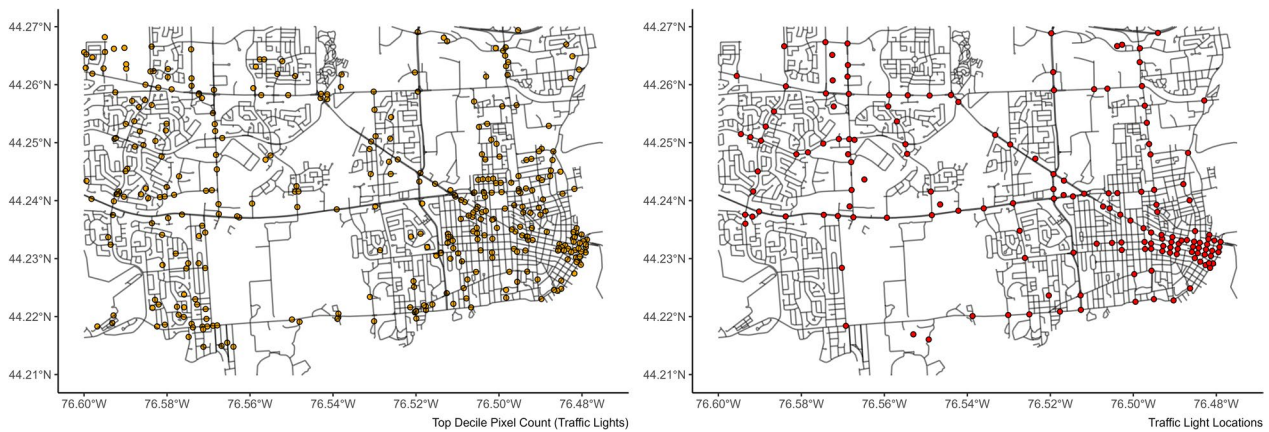 44.27°N
44.26°N
44.25°N
44.24°N
44.23°N
44.22°N
44.21°N
76.60°W 76.58°W 76.56°W 76.54°W 76.52°W 76.50°W 76.48°W
Top Decile Pixel Count (Traffic Lights)
44.27°N
44.26°N
44.25°N
44.24°N
44.23°N
44.22°N
44.21°N
76.60°W 76.58°W 76.56°W 76.54°W 76.52°W 76.50°W 76.48°W
Traffic Light Locations